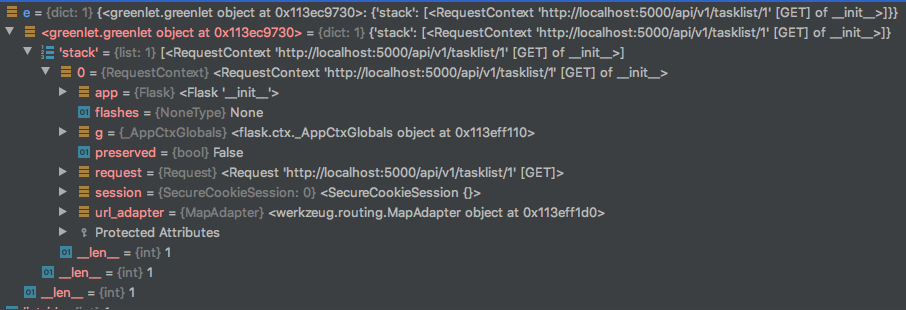 e = {dict: 1} {<greenlet.greenlet object at 0x113ec9730>: {'stack': [<RequestContext 'http://localhost:5000/api/v1/tasklist/1' [GET] of __init__>]}}
<greenlet.greenlet object at 0x113ec9730> = {dict: 1} {'stack': [<RequestContext 'http://localhost:5000/api/v1/tasklist/1' [GET] of __init__>]}
'stack' = {list: 1} [<RequestContext 'http://localhost:5000/api/v1/tasklist/1' [GET] of __init__>]
0 = {RequestContext} <RequestContext 'http://localhost:5000/api/v1/tasklist/1' [GET] of __init__>
app = {Flask} <Flask '__init__'>
01 flashes = {NoneType} None
g = {_AppCtxGlobals} <flask.ctx._AppCtxGlobals object at 0x113eff110>
01 preserved = {bool} False
request = {Request} <Request 'http://localhost:5000/api/v1/tasklist/1' [GET]>
session = {SecureCookieSession: 0} <SecureCookieSession {}>
url_adapter = {MapAdapter} <werkzeug.routing.MapAdapter object at 0x113eff1d0>
Protected Attributes
01 __len__ = {int} 1
01 __len__ = {int} 1
01 __len__ = {int} 1